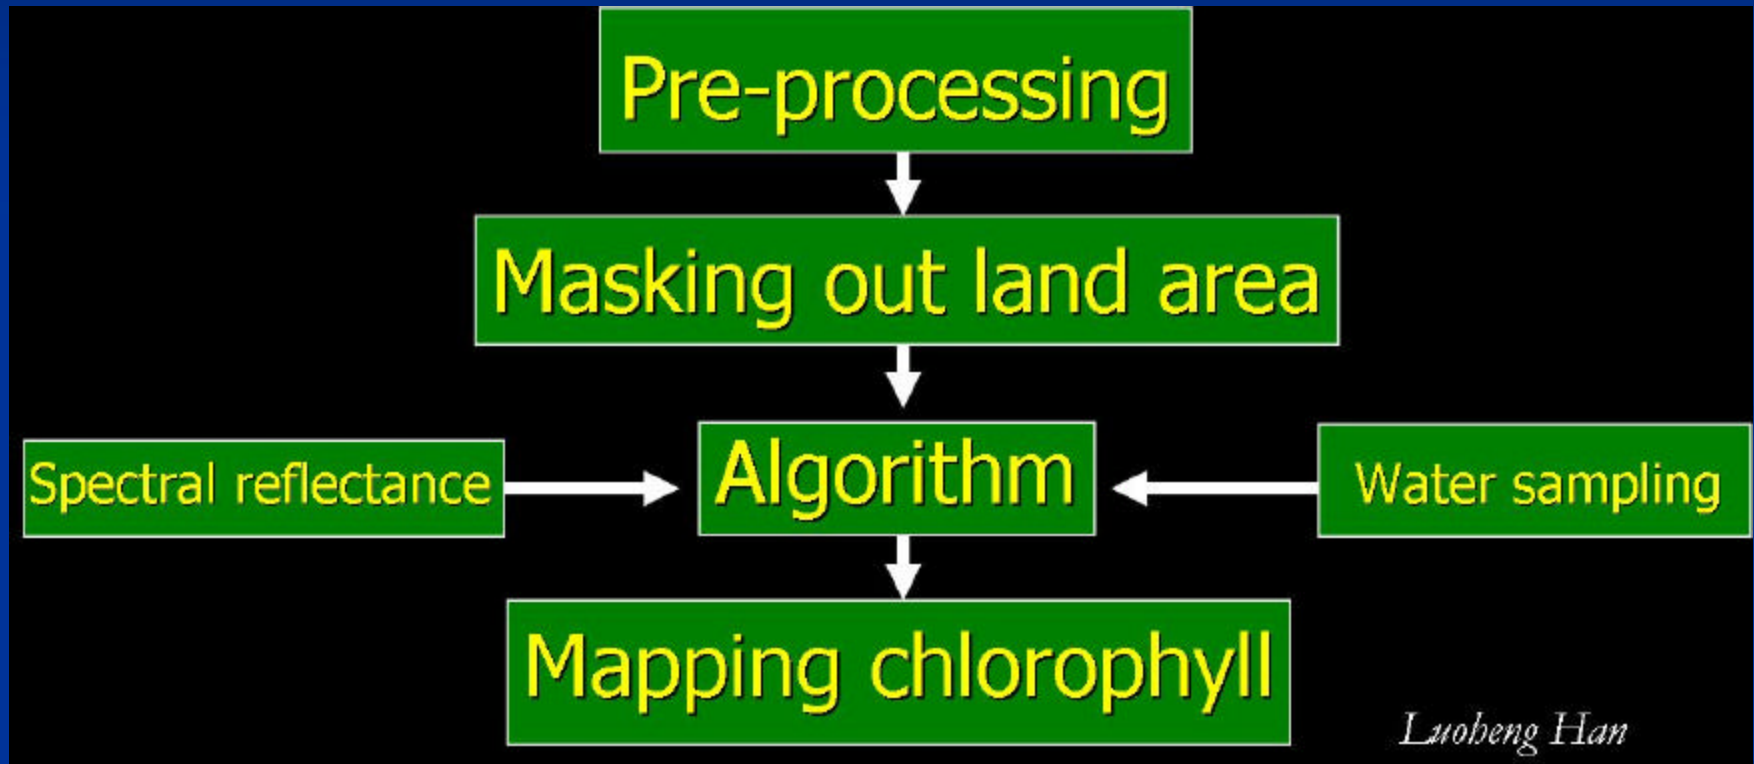 Pre-processing
Masking out land area
Spectral reflectance
Algorithm
Water sampling
Mapping chlorophyll
Luoheng Han